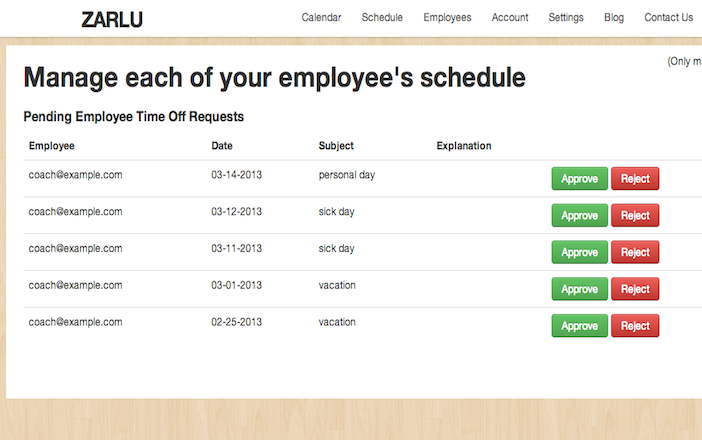 ZARLU Calendar Schedule Employees Account Settings Blog Contact Us
(Only m
Manage each of your employee's schedule
Pending Employee Time Off Requests
Employee Date Subject Explanation
coach@example.com 03-14-2013 personal day Approve Reject
coach@example.com 03-12-2013 sick day Approve Reject
coach@example.com 03-11-2013 sick day Approve Reject
coach@example.com 03-01-2013 vacation Approve Reject
coach@example.com 02-25-2013 vacation Approve Reject